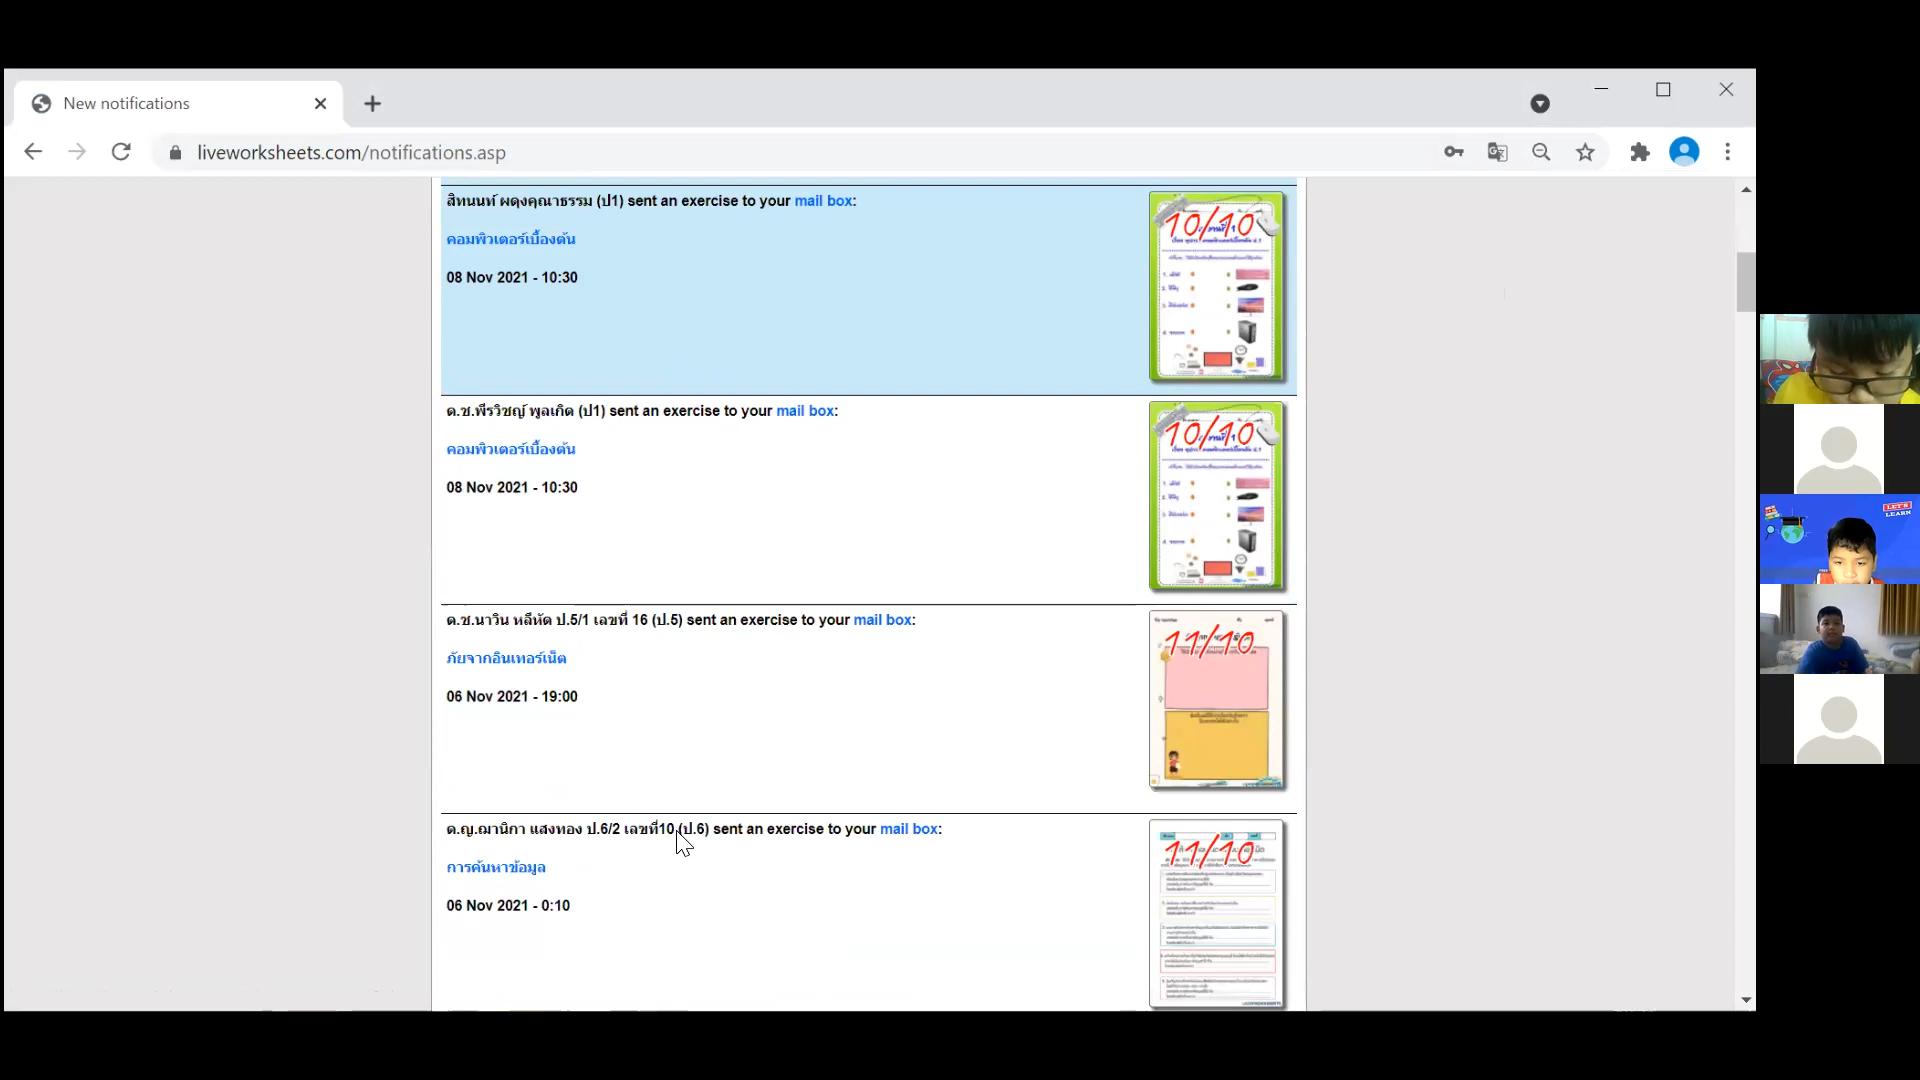 New notifications
liveworksheets.com/notifications.asp
สิทนนท์ ผดุงคุณาธรรม (ป1) sent an exercise to your mail box:
คอมพิวเตอร์เบื้องต้น
08 Nov 2021 - 10:30
10/10
ด.ช.พีรวิชญ์ พูลเกิด (ป1) sent an exercise to your mail box:
คอมพิวเตอร์เบื้องต้น
08 Nov 2021 - 10:30
10/10
ด.ช.นาวิน หลีหัด ป.5/1 เลขที่ 16 (ป.5) sent an exercise to your mail box:
ภัยจากอินเทอร์เน็ต
06 Nov 2021 - 19:00
11/10
ด.ญ.ฌานิกา แสงทอง ป.6/2 เลขที่10 (ป.6) sent an exercise to your mail box:
การค้นหาข้อมูล
06 Nov 2021 - 0:10
11/10
LET'S
LEARN